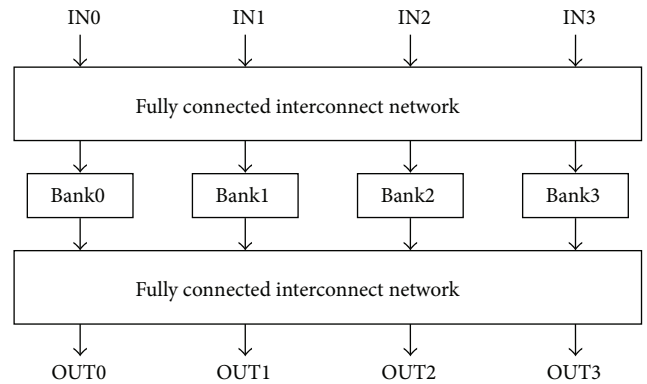 IN0 IN1 IN2 IN3
Fully connected interconnect network
Bank0 Bank1 Bank2 Bank3
Fully connected interconnect network
OUT0 OUT1 OUT2 OUT3